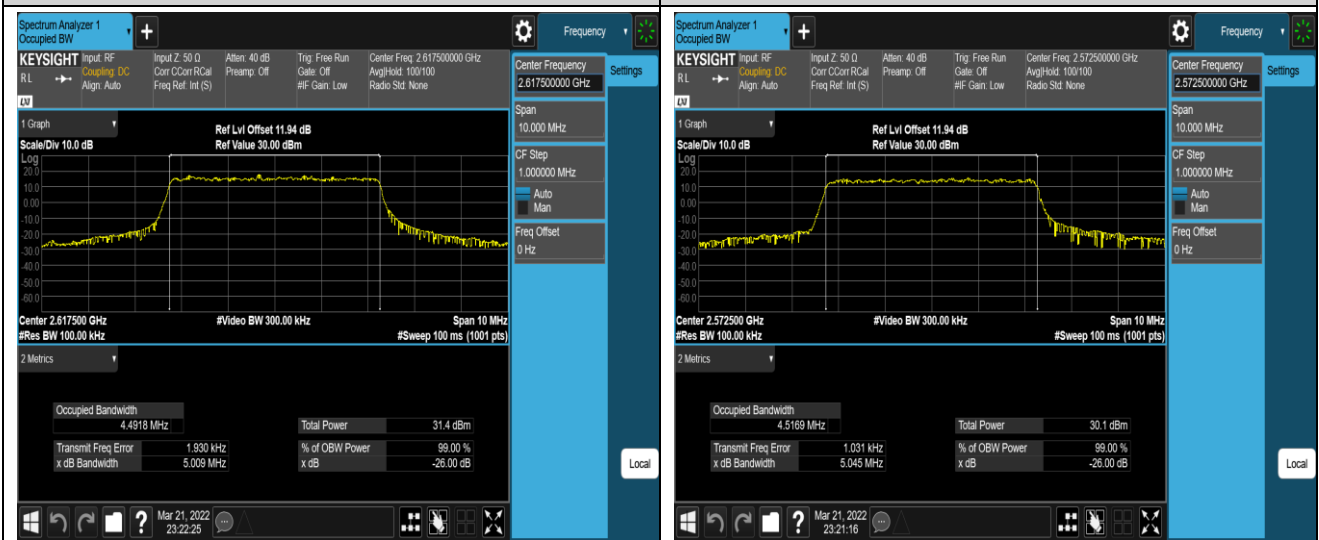 Spectrum Analyzer 1
Occupied BW
+
Frequency
KEYSIGHT
R L
LXI
Input: RF
Coupling: DC
Align: Auto
Input Z: 50 Ω
Corr CCorr RCal
Freq Ref: Int (S)
Atten: 40 dB
Preamp: Off
Trig: Free Run
Gate: Off
#IF Gain: Low
Center Freq: 2.617500000 GHz
Avg|Hold: 100/100
Radio Std: None
Center Frequency
2.617500000 GHz
Settings
Span
10.000 MHz
CF Step
1.000000 MHz
Auto
Man
Freq Offset
0 Hz
Local
1 Graph
Scale/Div 10.0 dB
Ref Lvl Offset 11.94 dB
Ref Value 30.00 dBm
Log
20.0
10.0
0.00
-10.0
-20.0
-30.0
-40.0
-50.0
-60.0
Center 2.617500 GHz
#Video BW 300.00 kHz
Span 10 MHz
#Res BW 100.00 kHz
#Sweep 100 ms (1001 pts)
2 Metrics
Occupied Bandwidth
4.4918 MHz
Total Power 31.4 dBm
Transmit Freq Error 1.930 kHz
% of OBW Power 99.00 %
x dB Bandwidth 5.009 MHz
x dB -26.00 dB
?
Mar 21, 2022
23:22:25
Spectrum Analyzer 1
Occupied BW
+
Frequency
KEYSIGHT
R L
LXI
Input: RF
Coupling: DC
Align: Auto
Input Z: 50 Ω
Corr CCorr RCal
Freq Ref: Int (S)
Atten: 40 dB
Preamp: Off
Trig: Free Run
Gate: Off
#IF Gain: Low
Center Freq: 2.572500000 GHz
Avg|Hold: 100/100
Radio Std: None
Center Frequency
2.572500000 GHz
Settings
Span
10.000 MHz
CF Step
1.000000 MHz
Auto
Man
Freq Offset
0 Hz
Local
1 Graph
Scale/Div 10.0 dB
Ref Lvl Offset 11.94 dB
Ref Value 30.00 dBm
Log
20.0
10.0
0.00
-10.0
-20.0
-30.0
-40.0
-50.0
-60.0
Center 2.572500 GHz
#Video BW 300.00 kHz
Span 10 MHz
#Res BW 100.00 kHz
#Sweep 100 ms (1001 pts)
2 Metrics
Occupied Bandwidth
4.5169 MHz
Total Power 30.1 dBm
Transmit Freq Error 1.031 kHz
% of OBW Power 99.00 %
x dB Bandwidth 5.045 MHz
x dB -26.00 dB
?
Mar 21, 2022
23:21:16